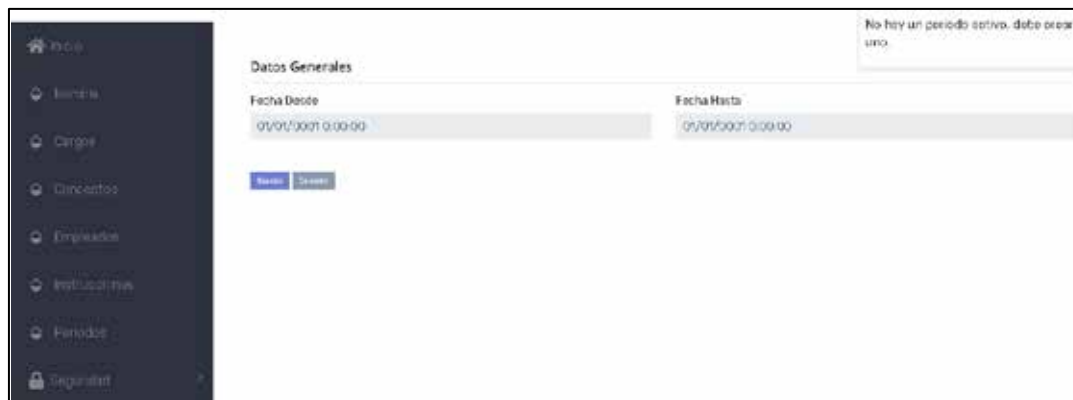 Inicio
Nómina
Cargos
Conceptos
Empleados
Instituciones
Periodos
Seguridad
No hay un periodo activo, debe crear
uno.
Datos Generales
Fecha Desde
Fecha Hasta
01/01/0001 0:00:00
01/01/0001 0:00:00